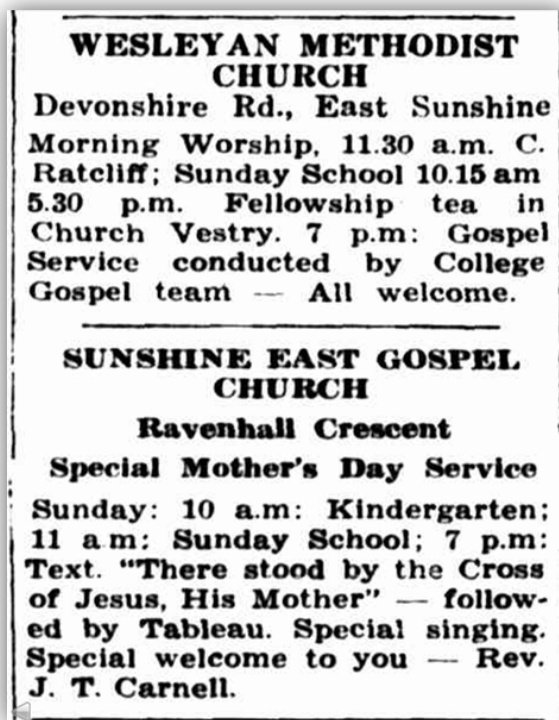 WESLEYAN METHODIST
CHURCH
Devonshire Rd., East Sunshine
Morning Worship, 11.30 a.m. C.
Ratcliff; Sunday School 10.15 am
5.30 p.m. Fellowship tea in
Church Vestry. 7 p.m: Gospel
Service conducted by College
Gospel team — All welcome.
SUNSHINE EAST GOSPEL
CHURCH
Ravenhall Crescent
Special Mother's Day Service
Sunday: 10 a.m: Kindergarten;
11 a m: Sunday School; 7 p.m:
Text. "There stood by the Cross
of Jesus, His Mother" — follow-
ed by Tableau. Special singing.
Special welcome to you — Rev.
J. T. Carnell.